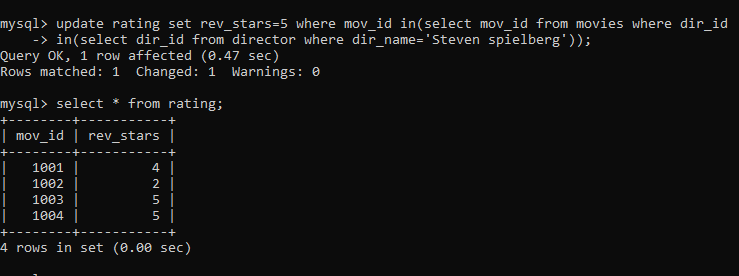 mysql> update rating set rev_stars=5 where mov_id in(select mov_id from movies where dir_id
    -> in(select dir_id from director where dir_name='Steven spielberg'));
Query OK, 1 row affected (0.47 sec)
Rows matched: 1  Changed: 1  Warnings: 0

mysql> select * from rating;
+--------+-----------+
| mov_id | rev_stars |
+--------+-----------+
|   1001 |         4 |
|   1002 |         2 |
|   1003 |         5 |
|   1004 |         5 |
+--------+-----------+
4 rows in set (0.00 sec)